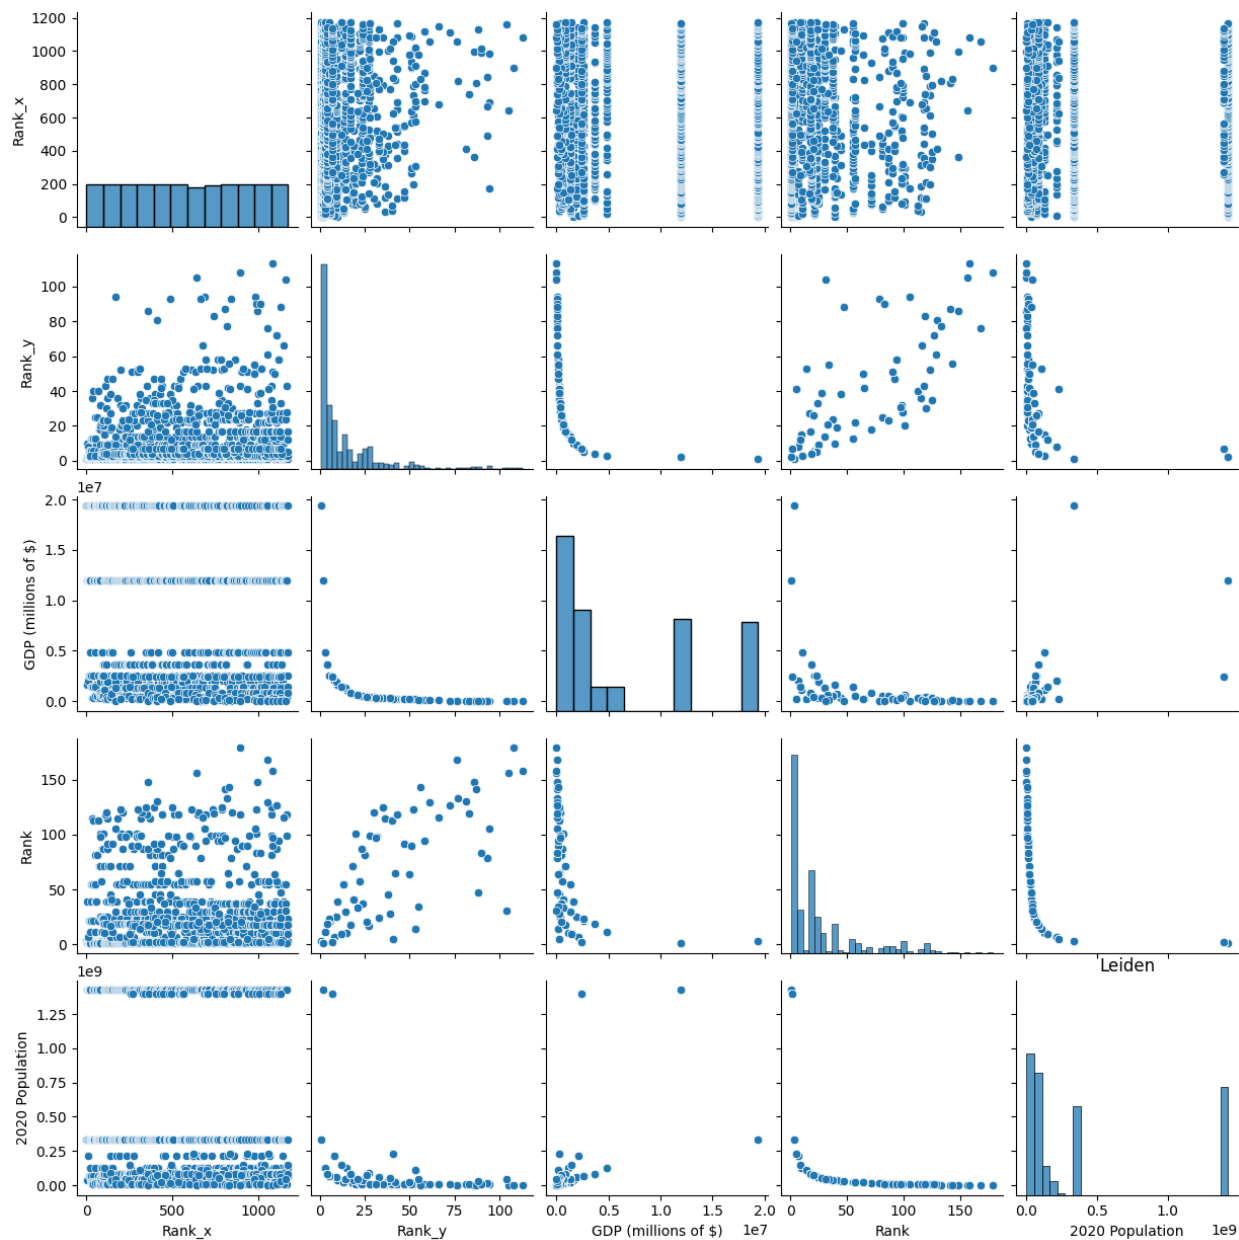 1200
1000
800
600
400
200
0
Rank_x
100
80
60
40
20
0
Rank_y
1e7
2.0
1.5
1.0
0.5
0.0
GDP (millions of $)
150
100
50
0
Rank
Leiden
1e9
1.25
1.00
0.75
0.50
0.25
0.00
2020 Population
0 500 1000
0 25 50 75 100
0.0 0.5 1.0 1.5 2.0
0 50 100 150
0.0 0.5 1.0
Rank_x
Rank_y
GDP (millions of $) 1e7
Rank
2020 Population 1e9